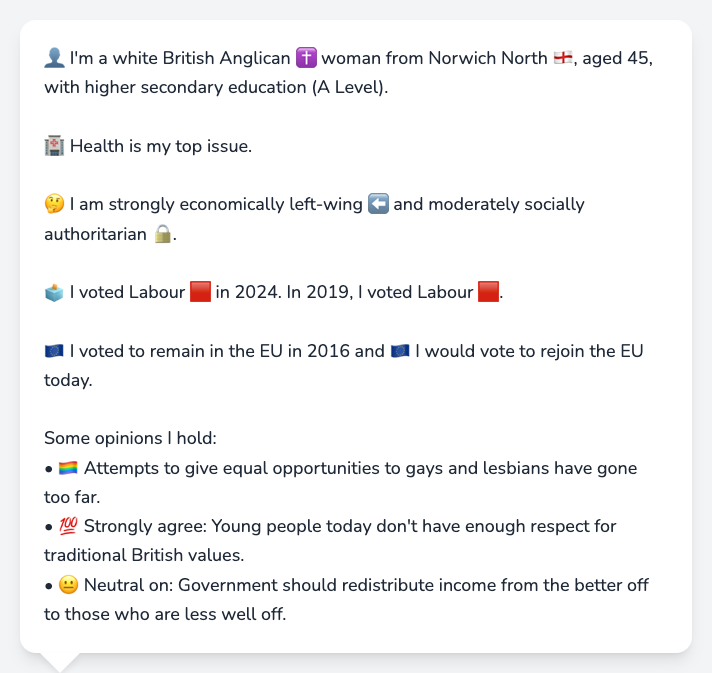 👤 I'm a white British Anglican ✝️ woman from Norwich North 🏴󠁧󠁢󠁥󠁮󠁧󠁿, aged 45,
with higher secondary education (A Level).
🏥 Health is my top issue.
🤔 I am strongly economically left-wing ⬅️ and moderately socially
authoritarian 🔒.
🗳️ I voted Labour 🟥 in 2024. In 2019, I voted Labour 🟥.
🇪🇺 I voted to remain in the EU in 2016 and 🇪🇺 I would vote to rejoin the EU
today.
Some opinions I hold:
• 🏳️‍🌈 Attempts to give equal opportunities to gays and lesbians have gone
too far.
• 💯 Strongly agree: Young people today don't have enough respect for
traditional British values.
• 😐 Neutral on: Government should redistribute income from the better off
to those who are less well off.